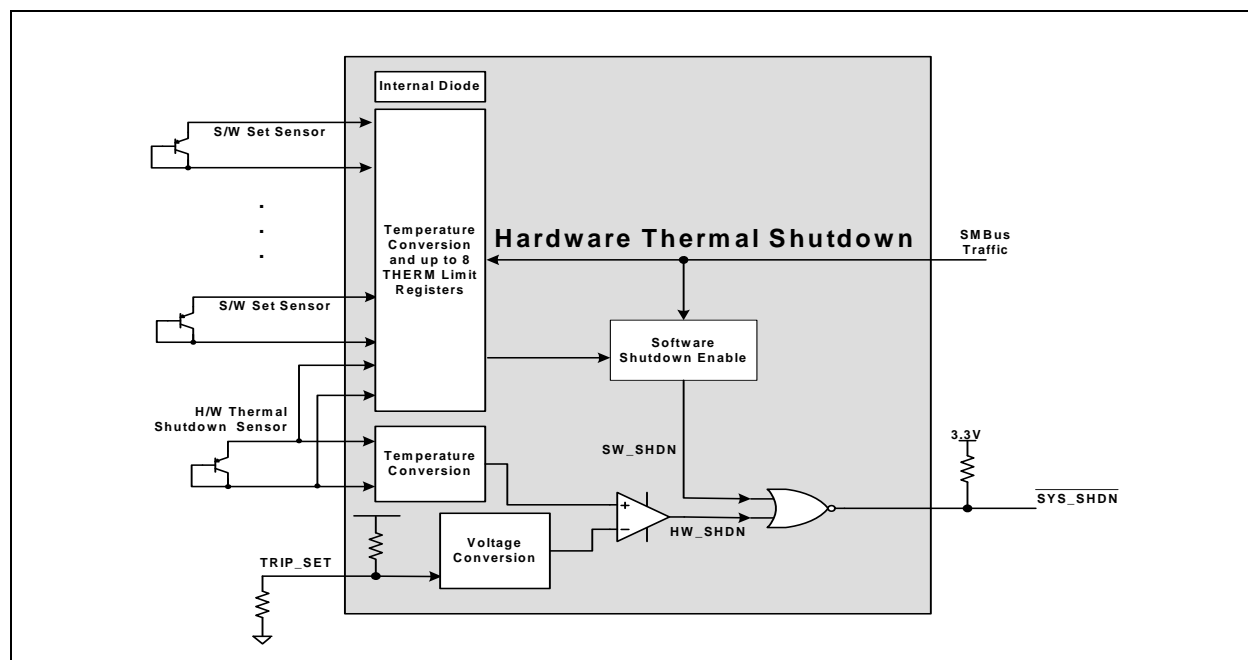 Internal Diode
S/W Set Sensor
.
.
.
Temperature
Conversion
and up to 8
THERM Limit
Registers
Hardware Thermal Shutdown
SMBus
Traffic
S/W Set Sensor
Software
Shutdown Enable
H/W Thermal
Shutdown Sensor
Temperature
Conversion
SW_SHDN
3.3V
+
−
HW_SHDN
SYS_SHDN
Voltage
Conversion
TRIP_SET